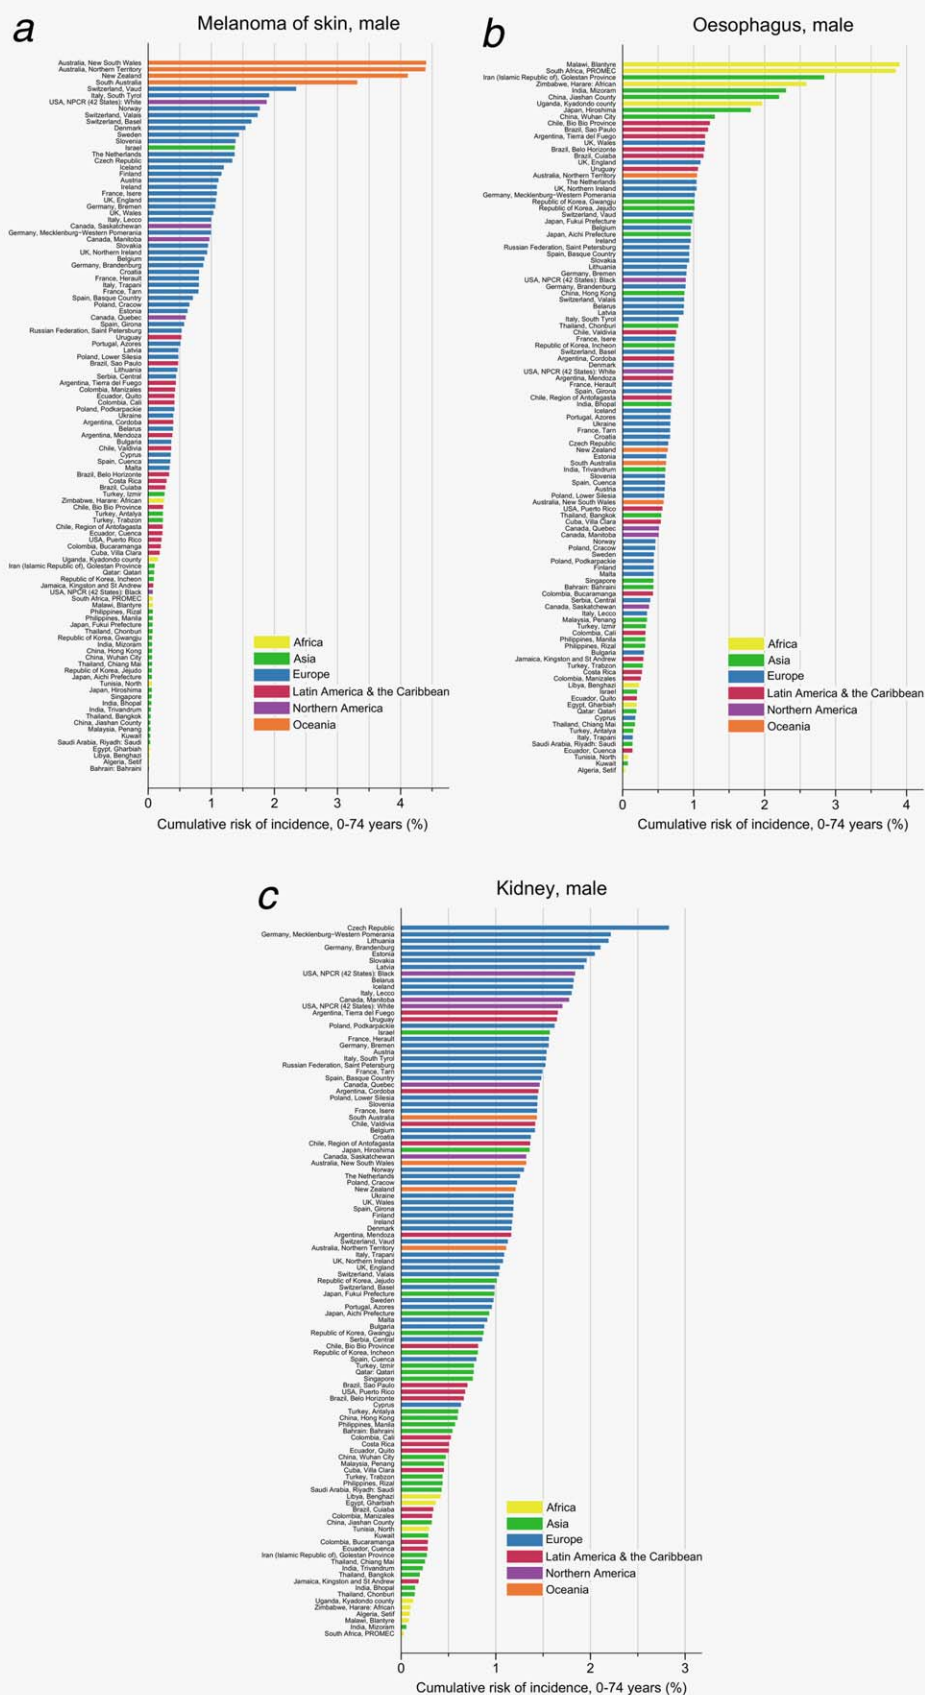 a
Melanoma of skin, male
Australia, New South Wales
Australia, Northern Territory
New Zealand
South Australia
Switzerland, Vaud
Italy, South Tyrol
USA, NPCR (42 States): White
Norway
Switzerland, Valais
Switzerland, Basel
Denmark
Sweden
Slovenia
Israel
The Netherlands
Czech Republic
Iceland
Finland
Austria
Ireland
France, Isere
UK, England
Germany, Bremen
UK, Wales
Italy, Lecco
Canada, Saskatchewan
Germany, Mecklenburg−Western Pomerania
Canada, Manitoba
Slovakia
UK, Northern Ireland
Belgium
Germany, Brandenburg
Croatia
France, Herault
Italy, Trapani
France, Tarn
Spain, Basque Country
Poland, Cracow
Estonia
Canada, Quebec
Spain, Girona
Russian Federation, Saint Petersburg
Uruguay
Portugal, Azores
Latvia
Poland, Lower Silesia
Brazil, Sao Paulo
Lithuania
Serbia, Central
Argentina, Tierra del Fuego
Colombia, Manizales
Ecuador, Quito
Colombia, Cali
Poland, Podkarpackie
Ukraine
Argentina, Cordoba
Belarus
Argentina, Mendoza
Bulgaria
Chile, Valdivia
Cyprus
Spain, Cuenca
Malta
Brazil, Belo Horizonte
Costa Rica
Brazil, Cuiaba
Turkey, Izmir
Zimbabwe, Harare: African
Chile, Bio Bio Province
Turkey, Antalya
Turkey, Trabzon
Chile, Region of Antofagasta
Ecuador, Cuenca
USA, Puerto Rico
Colombia, Bucaramanga
Cuba, Villa Clara
Uganda, Kyadondo county
Iran (Islamic Republic of), Golestan Province
Qatar: Qatari
Republic of Korea, Incheon
Jamaica, Kingston and St Andrew
USA, NPCR (42 States): Black
South Africa, PROMEC
Malawi, Blantyre
Philippines, Rizal
Philippines, Manila
Japan, Fukui Prefecture
Thailand, Chonburi
Republic of Korea, Gwangju
India, Mizoram
China, Hong Kong
China, Wuhan City
Thailand, Chiang Mai
Republic of Korea, Jejudo
Japan, Aichi Prefecture
Tunisia, North
Japan, Hiroshima
Singapore
India, Bhopal
India, Trivandrum
Thailand, Bangkok
China, Jiashan County
Malaysia, Penang
Kuwait
Saudi Arabia, Riyadh: Saudi
Egypt, Gharbiah
Libya, Benghazi
Algeria, Setif
Bahrain: Bahraini
Africa
Asia
Europe
Latin America & the Caribbean
Northern America
Oceania
0 1 2 3 4
Cumulative risk of incidence, 0-74 years (%)
b
Oesophagus, male
Malawi, Blantyre
South Africa, PROMEC
Iran (Islamic Republic of), Golestan Province
Zimbabwe, Harare: African
India, Mizoram
China, Jiashan County
Uganda, Kyadondo county
Japan, Hiroshima
China, Wuhan City
Chile, Bio Bio Province
Brazil, Sao Paulo
Argentina, Tierra del Fuego
UK, Wales
Brazil, Belo Horizonte
Brazil, Cuiaba
UK, England
Uruguay
Australia, Northern Territory
The Netherlands
UK, Northern Ireland
Germany, Mecklenburg−Western Pomerania
Republic of Korea, Gwangju
Republic of Korea, Jejudo
Switzerland, Vaud
Japan, Fukui Prefecture
Belgium
Japan, Aichi Prefecture
Ireland
Russian Federation, Saint Petersburg
Spain, Basque Country
Slovakia
Lithuania
Germany, Bremen
USA, NPCR (42 States): Black
Germany, Brandenburg
China, Hong Kong
Switzerland, Valais
Belarus
Latvia
Italy, South Tyrol
Thailand, Chonburi
Chile, Valdivia
France, Isere
Republic of Korea, Incheon
Switzerland, Basel
Argentina, Cordoba
Denmark
USA, NPCR (42 States): White
Argentina, Mendoza
France, Herault
Spain, Girona
Chile, Region of Antofagasta
India, Bhopal
Iceland
Portugal, Azores
Ukraine
France, Tarn
Croatia
Czech Republic
New Zealand
Estonia
South Australia
India, Trivandrum
Slovenia
Spain, Cuenca
Austria
Poland, Lower Silesia
Australia, New South Wales
USA, Puerto Rico
Thailand, Bangkok
Cuba, Villa Clara
Canada, Quebec
Canada, Manitoba
Norway
Poland, Cracow
Sweden
Poland, Podkarpackie
Finland
Malta
Singapore
Bahrain: Bahraini
Colombia, Bucaramanga
Serbia, Central
Canada, Saskatchewan
Italy, Lecco
Malaysia, Penang
Turkey, Izmir
Colombia, Cali
Philippines, Manila
Philippines, Rizal
Bulgaria
Jamaica, Kingston and St Andrew
Turkey, Trabzon
Costa Rica
Colombia, Manizales
Libya, Benghazi
Israel
Ecuador, Quito
Egypt, Gharbiah
Qatar: Qatari
Cyprus
Thailand, Chiang Mai
Turkey, Antalya
Italy, Trapani
Saudi Arabia, Riyadh: Saudi
Ecuador, Cuenca
Tunisia, North
Kuwait
Algeria, Setif
Africa
Asia
Europe
Latin America & the Caribbean
Northern America
Oceania
0 1 2 3 4
Cumulative risk of incidence, 0-74 years (%)
c
Kidney, male
Czech Republic
Germany, Mecklenburg−Western Pomerania
Lithuania
Germany, Brandenburg
Estonia
Slovakia
Latvia
USA, NPCR (42 States): Black
Belarus
Iceland
Italy, Lecco
Canada, Manitoba
USA, NPCR (42 States): White
Argentina, Tierra del Fuego
Uruguay
Poland, Podkarpackie
Israel
France, Herault
Germany, Bremen
Austria
Italy, South Tyrol
Russian Federation, Saint Petersburg
France, Tarn
Spain, Basque Country
Canada, Quebec
Argentina, Cordoba
Poland, Lower Silesia
Slovenia
France, Isere
South Australia
Chile, Valdivia
Belgium
Croatia
Chile, Region of Antofagasta
Japan, Hiroshima
Canada, Saskatchewan
Australia, New South Wales
Norway
The Netherlands
Poland, Cracow
New Zealand
Ukraine
UK, Wales
Spain, Girona
Finland
Ireland
Denmark
Argentina, Mendoza
Switzerland, Vaud
Australia, Northern Territory
Italy, Trapani
UK, Northern Ireland
UK, England
Switzerland, Valais
Republic of Korea, Jejudo
Switzerland, Basel
Japan, Fukui Prefecture
Sweden
Portugal, Azores
Japan, Aichi Prefecture
Malta
Bulgaria
Republic of Korea, Gwangju
Serbia, Central
Chile, Bio Bio Province
Republic of Korea, Incheon
Spain, Cuenca
Turkey, Izmir
Qatar: Qatari
Singapore
Brazil, Sao Paulo
USA, Puerto Rico
Brazil, Belo Horizonte
Cyprus
Turkey, Antalya
China, Hong Kong
Philippines, Manila
Bahrain: Bahraini
Colombia, Cali
Costa Rica
Ecuador, Quito
China, Wuhan City
Malaysia, Penang
Cuba, Villa Clara
Turkey, Trabzon
Philippines, Rizal
Saudi Arabia, Riyadh: Saudi
Libya, Benghazi
Egypt, Gharbiah
Brazil, Cuiaba
Colombia, Manizales
China, Jiashan County
Tunisia, North
Kuwait
Colombia, Bucaramanga
Ecuador, Cuenca
Iran (Islamic Republic of), Golestan Province
Thailand, Chiang Mai
India, Trivandrum
Thailand, Bangkok
Jamaica, Kingston and St Andrew
India, Bhopal
Thailand, Chonburi
Uganda, Kyadondo county
Zimbabwe, Harare: African
Algeria, Setif
Malawi, Blantyre
India, Mizoram
South Africa, PROMEC
Africa
Asia
Europe
Latin America & the Caribbean
Northern America
Oceania
0 1 2 3
Cumulative risk of incidence, 0-74 years (%)